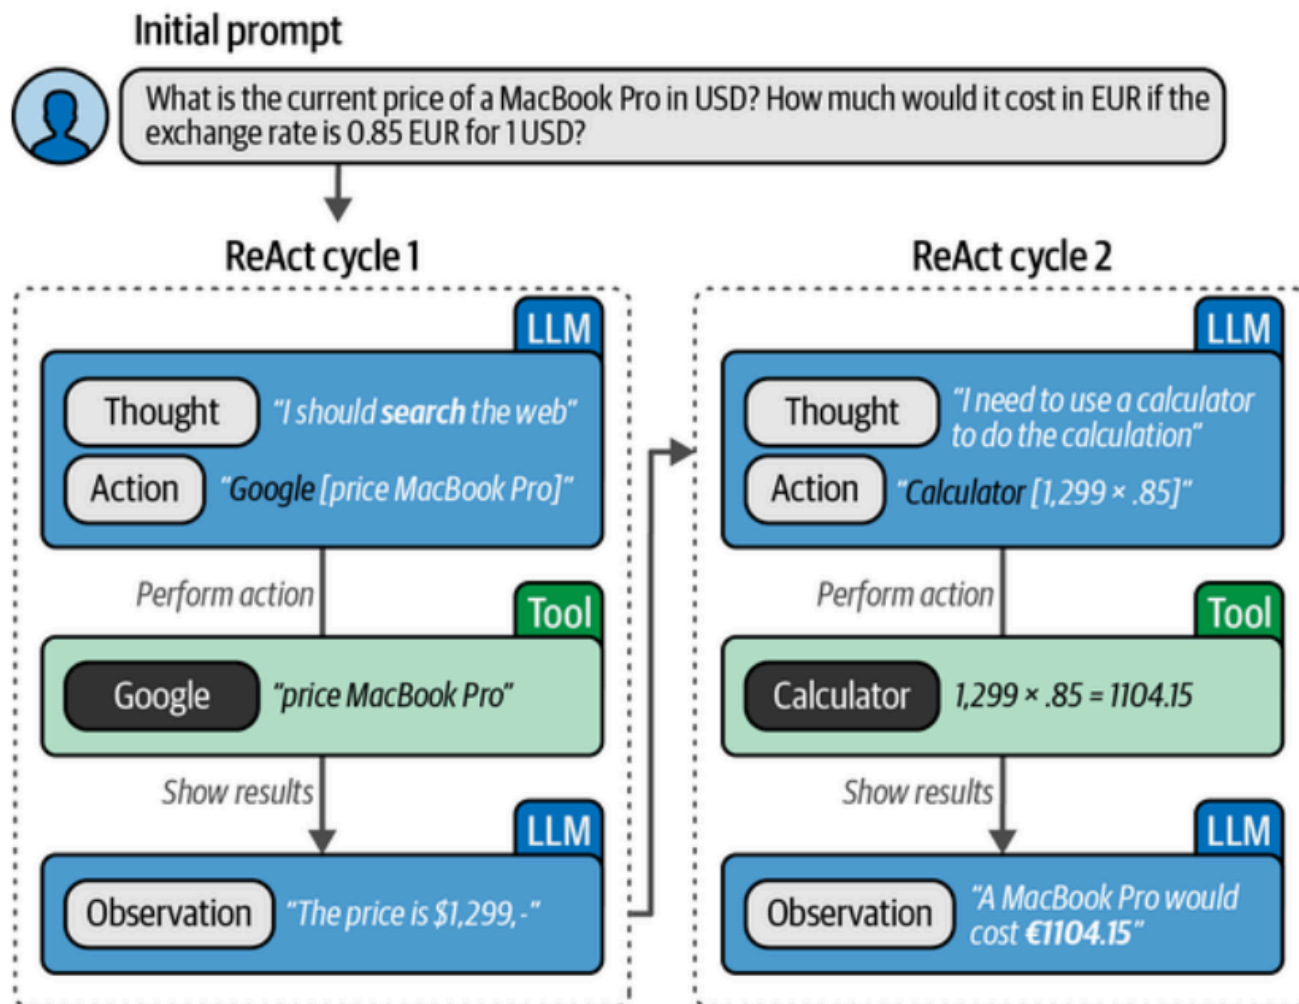 Initial prompt
What is the current price of a MacBook Pro in USD? How much would it cost in EUR if the
exchange rate is 0.85 EUR for 1 USD?
ReAct cycle 1
LLM
Thought "I should search the web"
Action "Google [price MacBook Pro]"
Perform action
Tool
Google "price MacBook Pro"
Show results
LLM
Observation "The price is $1,299,-"
ReAct cycle 2
LLM
Thought "I need to use a calculator
to do the calculation"
Action "Calculator [1,299 × .85]"
Perform action
Tool
Calculator 1,299 × .85 = 1104.15
Show results
LLM
Observation "A MacBook Pro would
cost €1104.15"